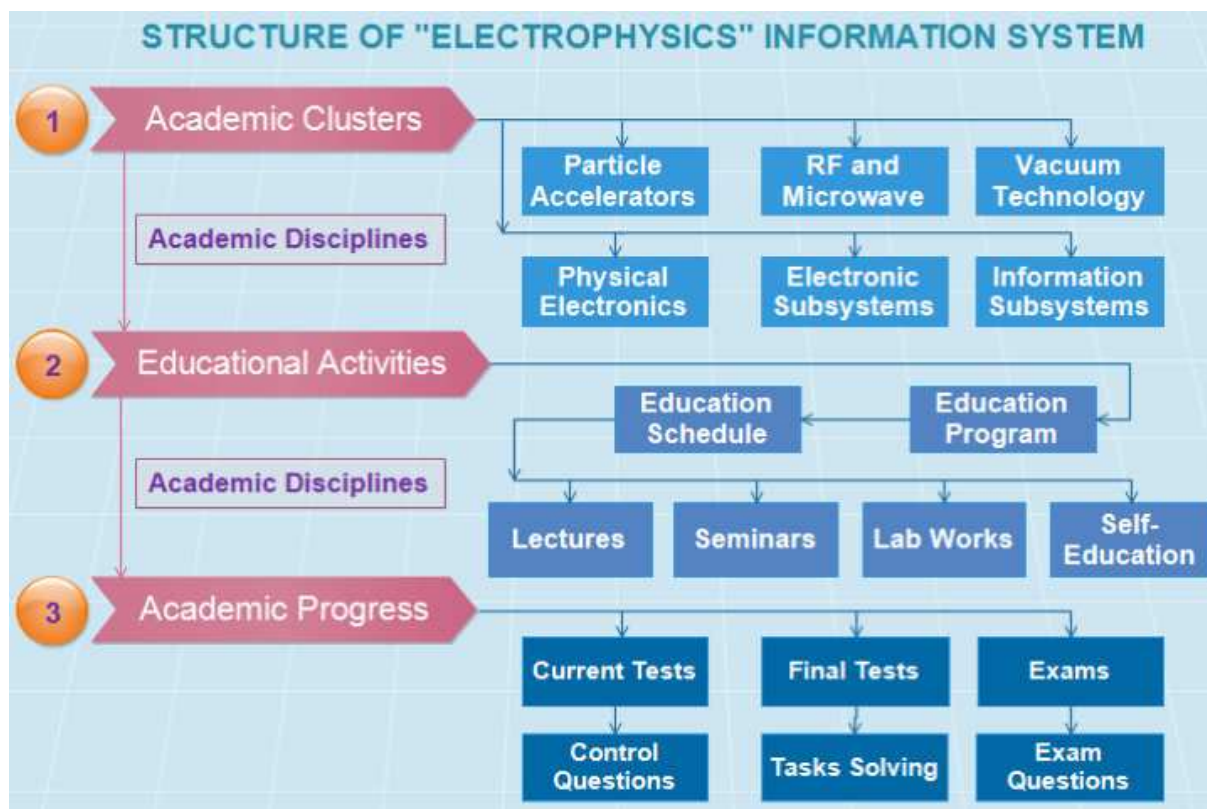 STRUCTURE OF "ELECTROPHYSICS" INFORMATION SYSTEM
1
Academic Clusters
Particle
Accelerators
RF and
Microwave
Vacuum
Technology
Academic Disciplines
Physical
Electronics
Electronic
Subsystems
Information
Subsystems
2
Educational Activities
Education
Schedule
Education
Program
Academic Disciplines
Lectures
Seminars
Lab Works
Self-
Education
3
Academic Progress
Current Tests
Final Tests
Exams
Control
Questions
Tasks Solving
Exam
Questions